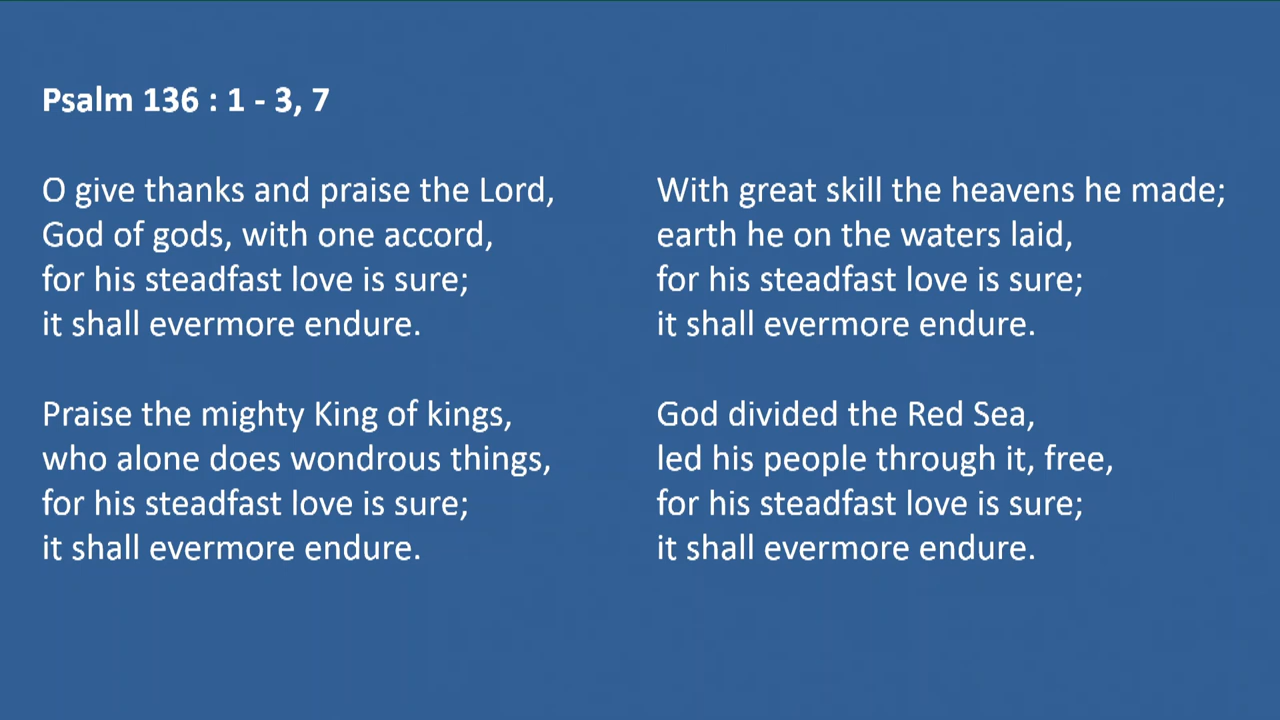 Psalm 136 : 1 - 3, 7
O give thanks and praise the Lord,
God of gods, with one accord,
for his steadfast love is sure;
it shall evermore endure.
Praise the mighty King of kings,
who alone does wondrous things,
for his steadfast love is sure;
it shall evermore endure.
With great skill the heavens he made;
earth he on the waters laid,
for his steadfast love is sure;
it shall evermore endure.
God divided the Red Sea,
led his people through it, free,
for his steadfast love is sure;
it shall evermore endure.